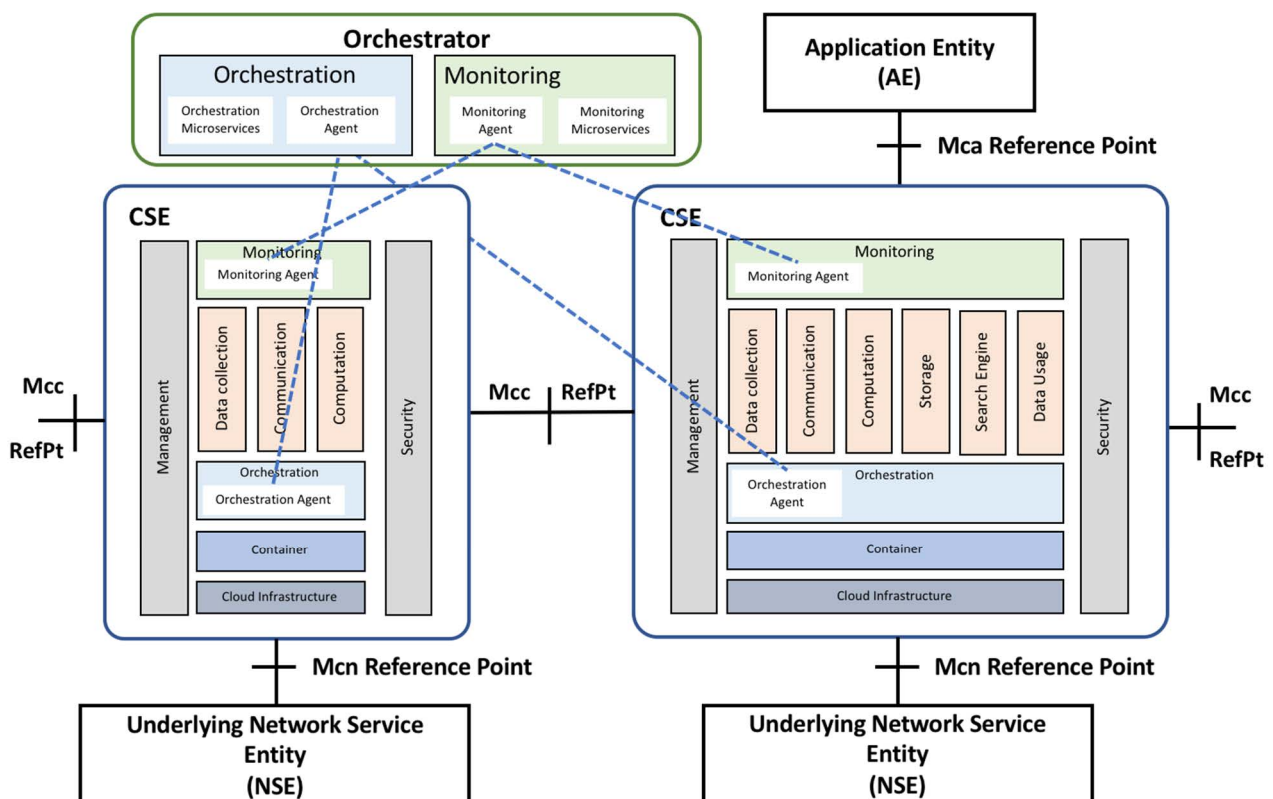 Orchestrator
Orchestration
Orchestration
Microservices
Orchestration
Agent
Monitoring
Monitoring
Agent
Monitoring
Microservices
Application Entity
(AE)
Mca Reference Point
CSE
Monitoring
Monitoring Agent
Management
Data collection
Communication
Computation
Security
Orchestration
Orchestration Agent
Container
Cloud Infrastructure
Mcc
RefPt
Mcc
RefPt
CSE
Monitoring
Monitoring Agent
Management
Data collection
Communication
Computation
Storage
Search Engine
Data Usage
Security
Orchestration
Orchestration
Agent
Container
Cloud Infrastructure
Mcc
RefPt
Mcn Reference Point
Mcn Reference Point
Underlying Network Service
Entity
(NSE)
Underlying Network Service
Entity
(NSE)